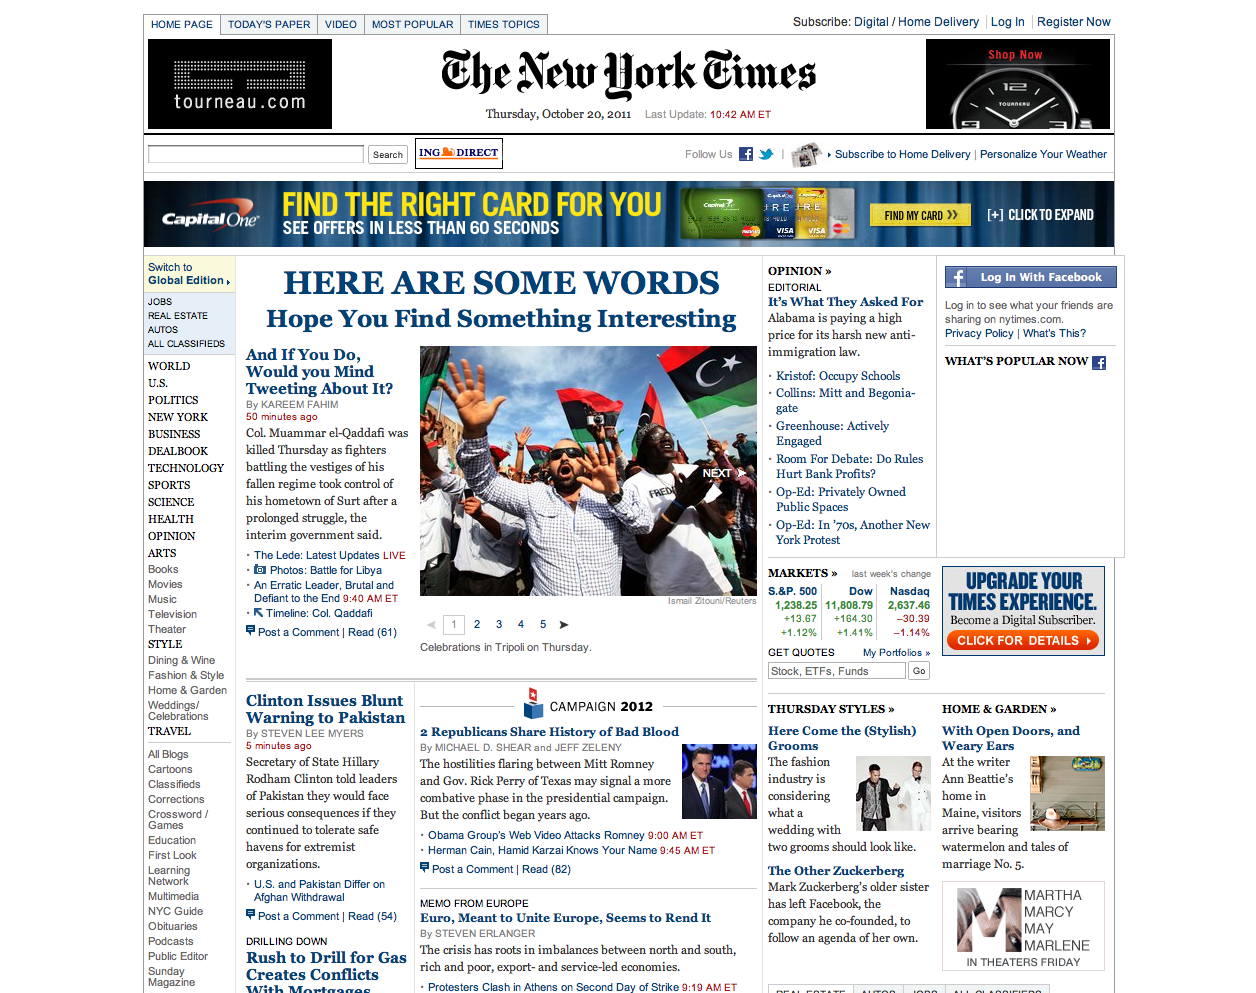 HOME PAGE
TODAY'S PAPER
VIDEO
MOST POPULAR
TIMES TOPICS
Subscribe: Digital / Home Delivery
Log In
Register Now
tourneau.com
The New York Times
Thursday, October 20, 2011
Last Update: 10:42 AM ET
Shop Now
12
TOURNEAU
9
3
Search
ING DIRECT
Follow Us
Subscribe to Home Delivery | Personalize Your Weather
Capital One
FIND THE RIGHT CARD FOR YOU
SEE OFFERS IN LESS THAN 60 SECONDS
FIND MY CARD »
[+] CLICK TO EXPAND
Switch to
Global Edition
JOBS
REAL ESTATE
AUTOS
ALL CLASSIFIEDS
WORLD
U.S.
POLITICS
NEW YORK
BUSINESS
DEALBOOK
TECHNOLOGY
SPORTS
SCIENCE
HEALTH
OPINION
ARTS
Books
Movies
Music
Television
Theater
STYLE
Dining & Wine
Fashion & Style
Home & Garden
Weddings/
Celebrations
TRAVEL
All Blogs
Cartoons
Classifieds
Corrections
Crossword /
Games
Education
First Look
Learning
Network
Multimedia
NYC Guide
Obituaries
Podcasts
Public Editor
Sunday
Magazine
HERE ARE SOME WORDS
Hope You Find Something Interesting
And If You Do,
Would you Mind
Tweeting About It?
By KAREEM FAHIM
50 minutes ago
Col. Muammar el-Qaddafi was
killed Thursday as fighters
battling the vestiges of his
fallen regime took control of
his hometown of Surt after a
prolonged struggle, the
interim government said.
The Lede: Latest Updates LIVE
Photos: Battle for Libya
An Erratic Leader, Brutal and
Defiant to the End 9:40 AM ET
Timeline: Col. Qaddafi
Post a Comment | Read (61)
NEXT
Ismail Zitouni/Reuters
1 2 3 4 5
Celebrations in Tripoli on Thursday.
Clinton Issues Blunt
Warning to Pakistan
By STEVEN LEE MYERS
5 minutes ago
Secretary of State Hillary
Rodham Clinton told leaders
of Pakistan they would face
serious consequences if they
continued to tolerate safe
havens for extremist
organizations.
U.S. and Pakistan Differ on
Afghan Withdrawal
Post a Comment | Read (54)
DRILLING DOWN
Rush to Drill for Gas
Creates Conflicts
With Mortgages
CAMPAIGN 2012
2 Republicans Share History of Bad Blood
By MICHAEL D. SHEAR and JEFF ZELENY
The hostilities flaring between Mitt Romney
and Gov. Rick Perry of Texas may signal a more
combative phase in the presidential campaign.
But the conflict began years ago.
Obama Group's Web Video Attacks Romney 9:00 AM ET
Herman Cain, Hamid Karzai Knows Your Name 9:45 AM ET
Post a Comment | Read (82)
MEMO FROM EUROPE
Euro, Meant to Unite Europe, Seems to Rend It
By STEVEN ERLANGER
The crisis has roots in imbalances between north and south,
rich and poor, export- and service-led economies.
Protesters Clash in Athens on Second Day of Strike 9:19 AM ET
OPINION »
EDITORIAL
It's What They Asked For
Alabama is paying a high
price for its harsh new anti-
immigration law.
Kristof: Occupy Schools
Collins: Mitt and Begonia-
gate
Greenhouse: Actively
Engaged
Room For Debate: Do Rules
Hurt Bank Profits?
Op-Ed: Privately Owned
Public Spaces
Op-Ed: In '70s, Another New
York Protest
Log In With Facebook
Log in to see what your friends are
sharing on nytimes.com.
Privacy Policy | What's This?
WHAT'S POPULAR NOW
MARKETS »
last week's change
S.&P. 500 Dow Nasdaq
1,238.25 11,808.79 2,637.46
+13.67 +164.30 −30.39
+1.12% +1.41% −1.14%
GET QUOTES
My Portfolios »
Stock, ETFs, Funds
Go
UPGRADE YOUR
TIMES EXPERIENCE.
Become a Digital Subscriber.
CLICK FOR DETAILS
THURSDAY STYLES »
Here Come the (Stylish)
Grooms
The fashion
industry is
considering
what a
wedding with
two grooms should look like.
The Other Zuckerberg
Mark Zuckerberg's older sister
has left Facebook, the
company he co-founded, to
follow an agenda of her own.
HOME & GARDEN »
With Open Doors, and
Weary Ears
At the writer
Ann Beattie's
home in
Maine, visitors
arrive bearing
watermelon and tales of
marriage No. 5.
MARTHA
MARCY
MAY
MARLENE
IN THEATERS FRIDAY
REAL ESTATE
AUTOS
JOBS
ALL CLASSIFIEDS